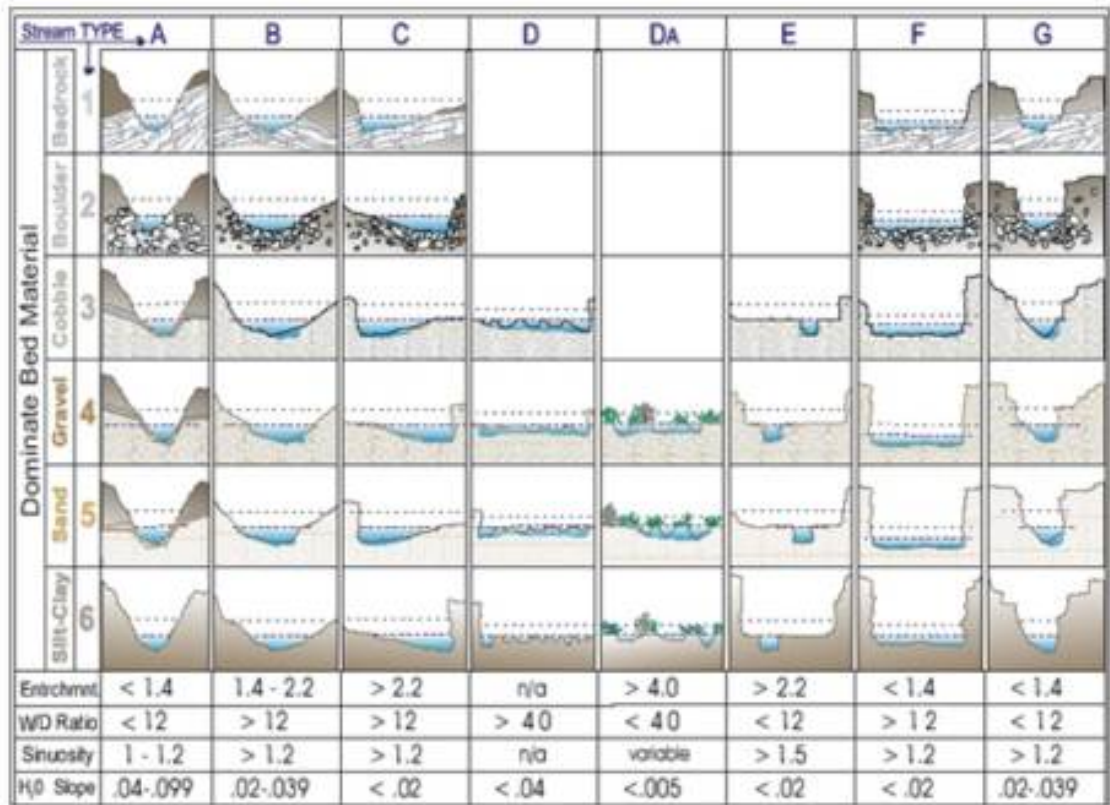 Stream TYPE A B C D DA E F G
Dominate Bed Material
Bedrock 1
Boulder 2
Cobble 3
Gravel 4
Sand 5
Silt-Clay 6
Entrchmnt. < 1.4 1.4 - 2.2 > 2.2 n/a > 4.0 > 2.2 < 1.4 < 1.4
W/D Ratio < 12 > 12 > 12 > 40 < 40 < 12 > 12 < 12
Sinuosity 1 - 1.2 > 1.2 > 1.2 n/a variable > 1.5 > 1.2 > 1.2
H₂0 Slope .04-.099 .02-.039 < .02 < .04 <.005 < .02 < .02 .02-.039